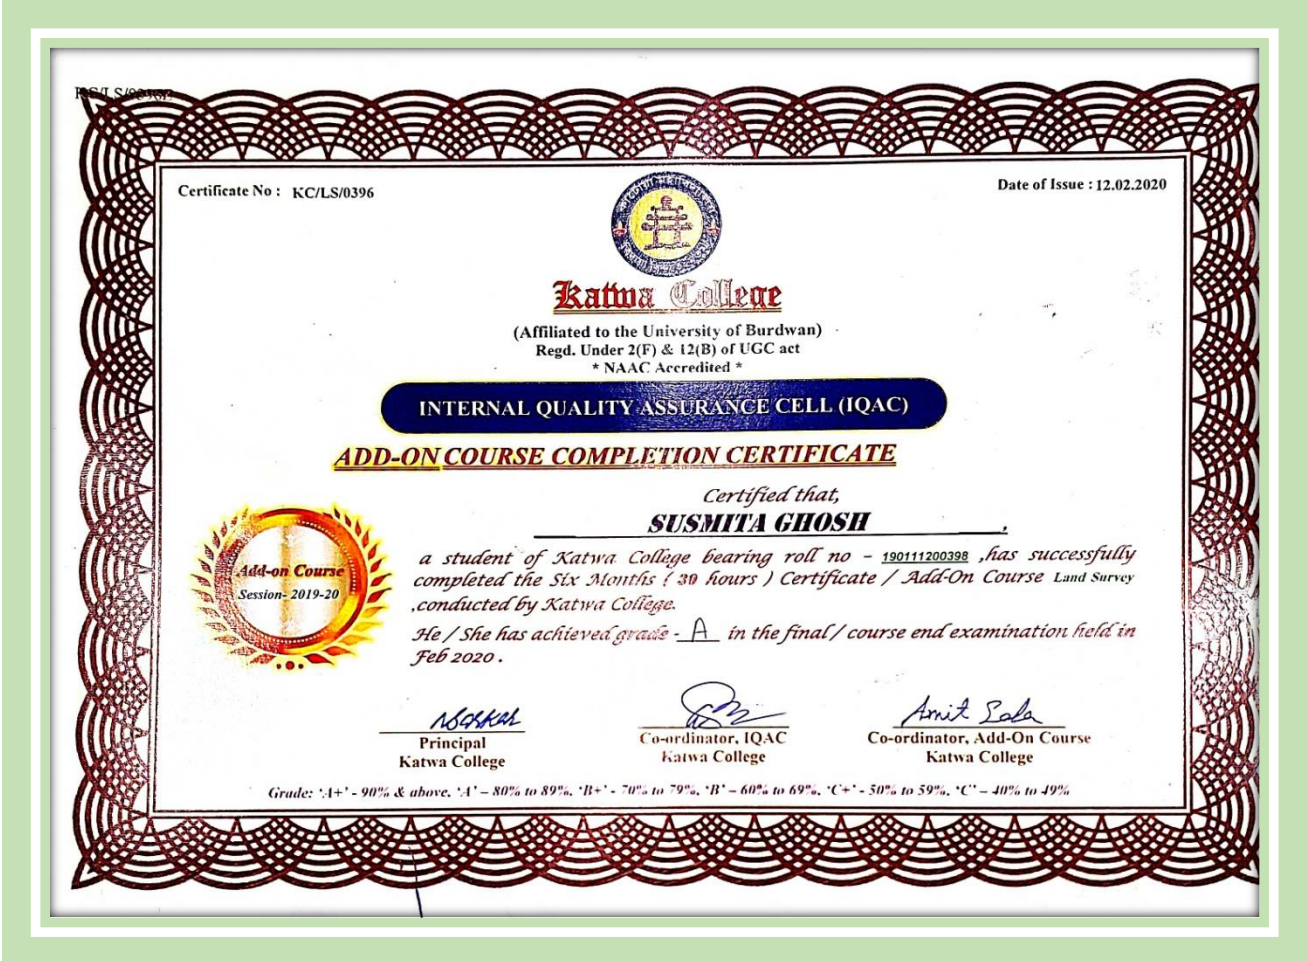 Certificate No : KC/LS/0396
Date of Issue : 12.02.2020
Katwa College
(Affiliated to the University of Burdwan)
Regd. Under 2(F) & 12(B) of UGC act
* NAAC Accredited *
INTERNAL QUALITY ASSURANCE CELL (IQAC)
ADD-ON COURSE COMPLETION CERTIFICATE
Certified that,
SUSMITA GHOSH ,
a student of Katwa College bearing roll no – 190111200398 ,has successfully
completed the Six Months ( 30 hours ) Certificate / Add-On Course Land Survey
,conducted by Katwa College.
He / She has achieved grade - A in the final / course end examination held in
Feb 2020 .
Add-on Course
Session- 2019-20
Principal
Katwa College
Co-ordinator, IQAC
Katwa College
Amit
Co-ordinator, Add-On Course
Katwa College
Grade: 'A+' - 90% & above, 'A' – 80% to 89%, 'B+' - 70% to 79%, 'B' – 60% to 69%, 'C+' - 50% to 59%, 'C' – 40% to 49%